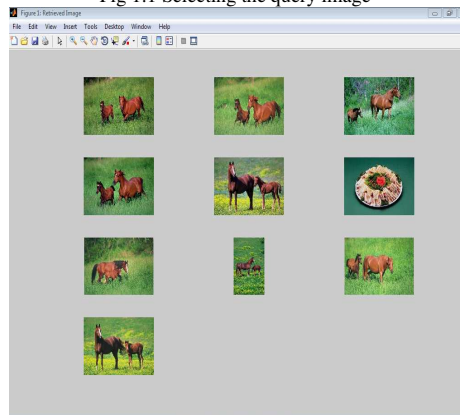 Fig 1.1 Selecting the query image
Figure 1: Retrieved Image
File Edit View Insert Tools Desktop Window Help